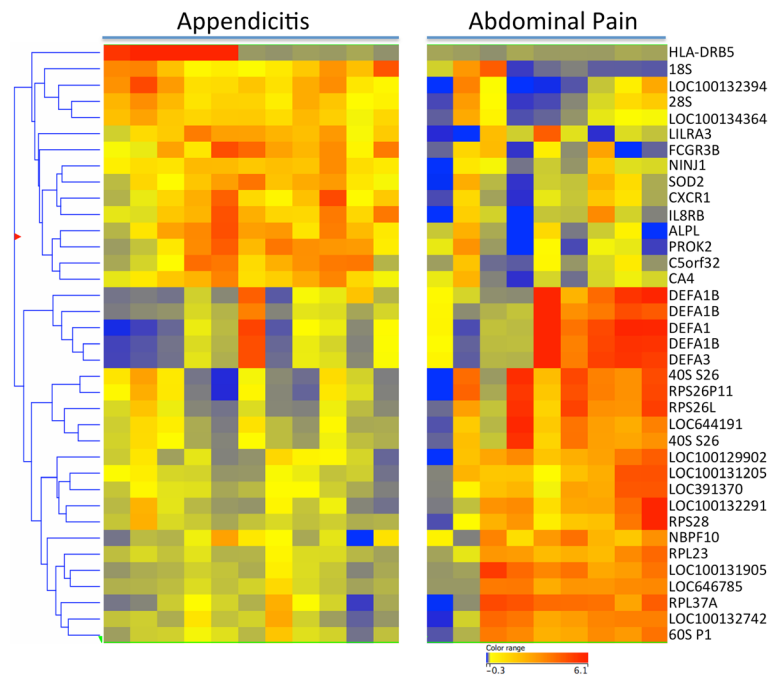 Appendicitis
Abdominal Pain
HLA-DRB5
18S
LOC100132394
28S
LOC100134364
LILRA3
FCGR3B
NINJ1
SOD2
CXCR1
IL8RB
ALPL
PROK2
C5orf32
CA4
DEFA1B
DEFA1B
DEFA1
DEFA1B
DEFA3
40S S26
RPS26P11
RPS26L
LOC644191
40S S26
LOC100129902
LOC100131205
LOC391370
LOC100132291
RPS28
NBPF10
RPL23
LOC100131905
LOC646785
RPL37A
LOC100132742
60S P1
Color range
−0.3 6.1